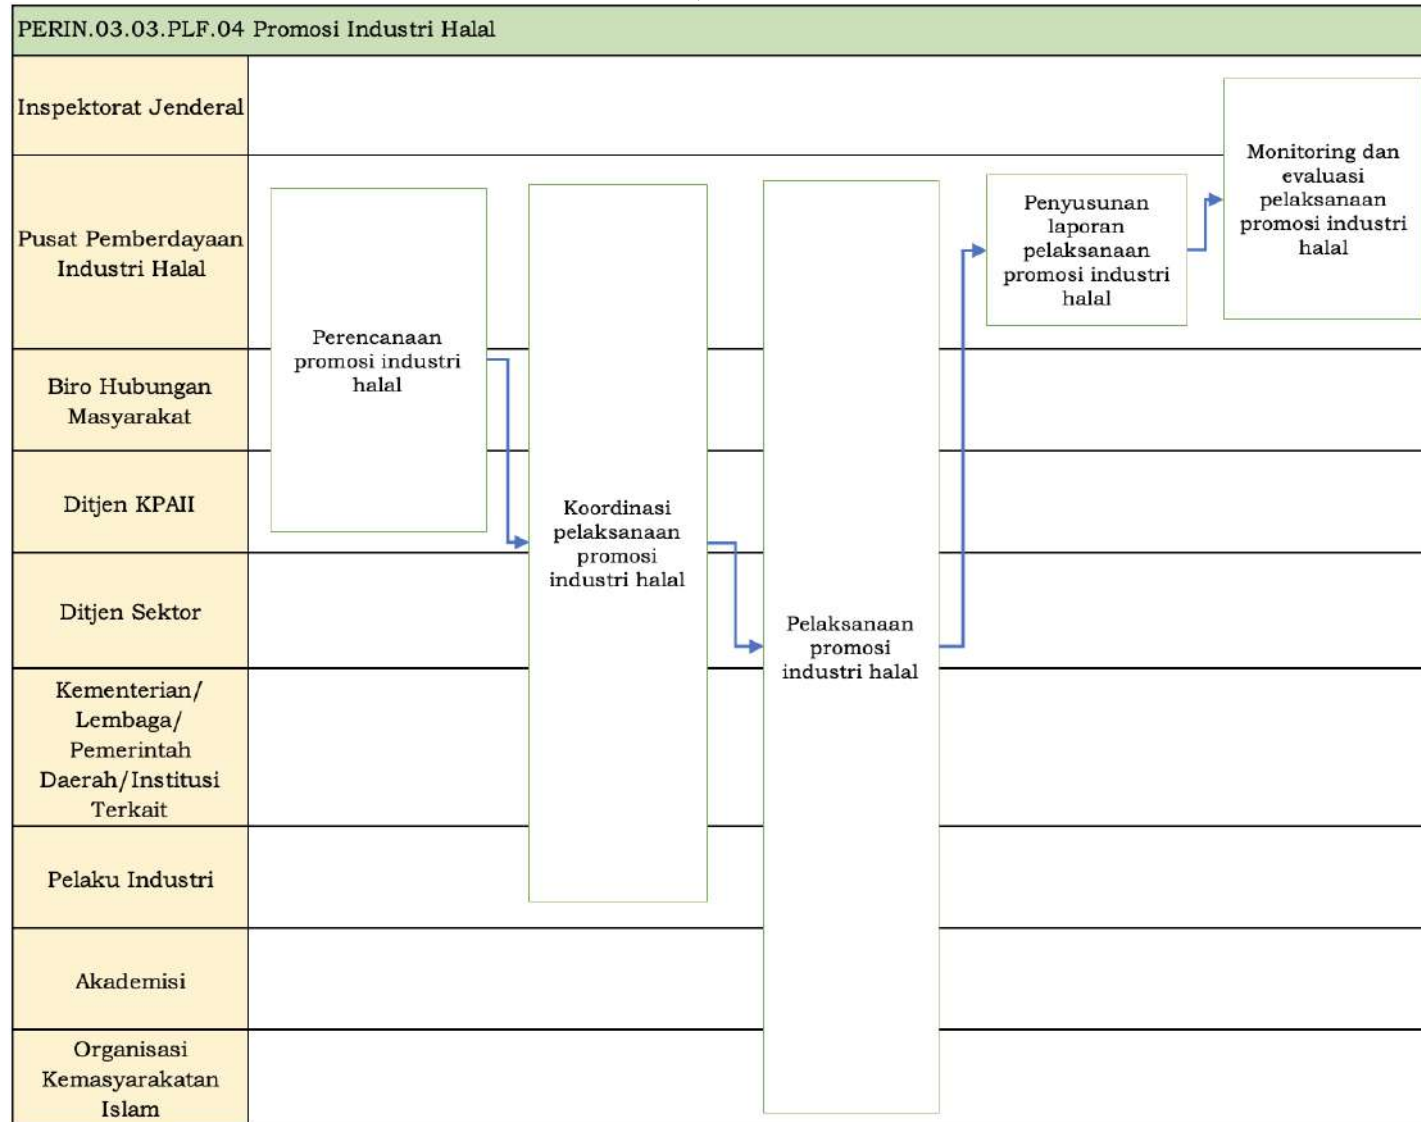 PERIN.03.03.PLF.04 Promosi Industri Halal
Inspektorat Jenderal
Pusat Pemberdayaan
Industri Halal
Biro Hubungan
Masyarakat
Ditjen KPAII
Ditjen Sektor
Kementerian/
Lembaga/
Pemerintah
Daerah/Institusi
Terkait
Pelaku Industri
Akademisi
Organisasi
Kemasyarakatan
Islam
Perencanaan
promosi industri
halal
Koordinasi
pelaksanaan
promosi
industri halal
Pelaksanaan
promosi
industri halal
Penyusunan
laporan
pelaksanaan
promosi industri
halal
Monitoring dan
evaluasi
pelaksanaan
promosi industri
halal